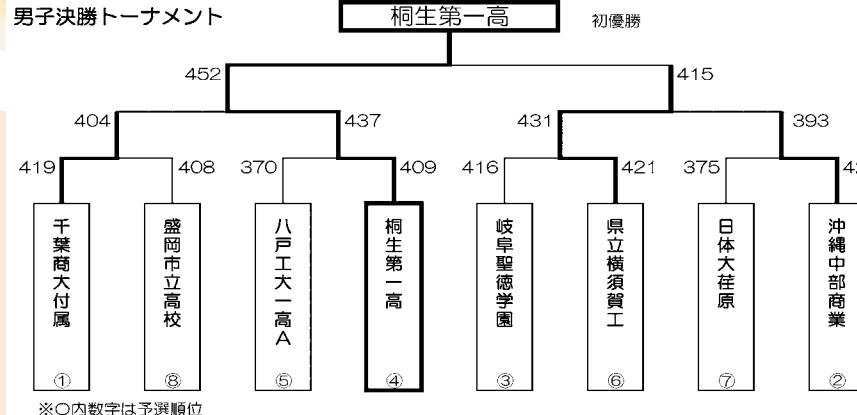 男子決勝トーナメント
桐生第一高
初優勝
452
415
404
437
431
393
419
408
370
409
416
421
375
千葉商大付属
①
盛岡市立高校
⑧
八戸工大一高A
⑤
桐生第一高
④
岐阜聖徳学園
③
県立横須賀工
⑥
日体大荏原
⑦
沖縄中部商業
②
※○内数字は予選順位